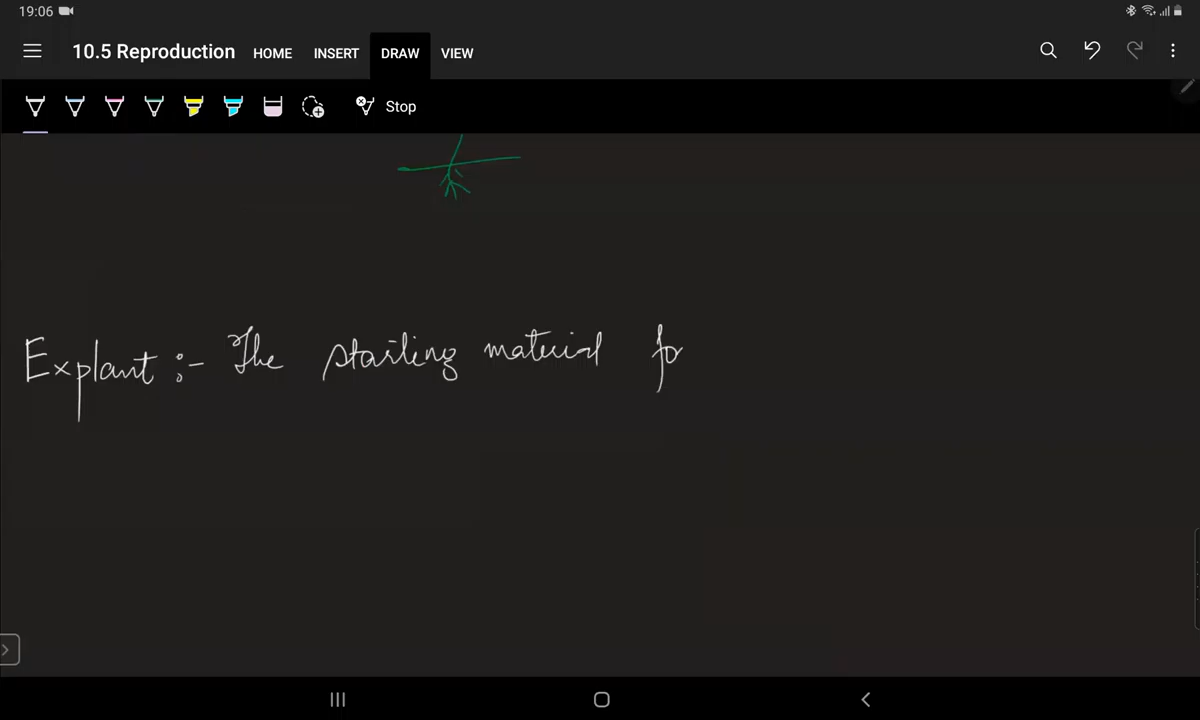 19:06
10.5 Reproduction HOME INSERT DRAW VIEW
Stop
Explant :- The starting material fo